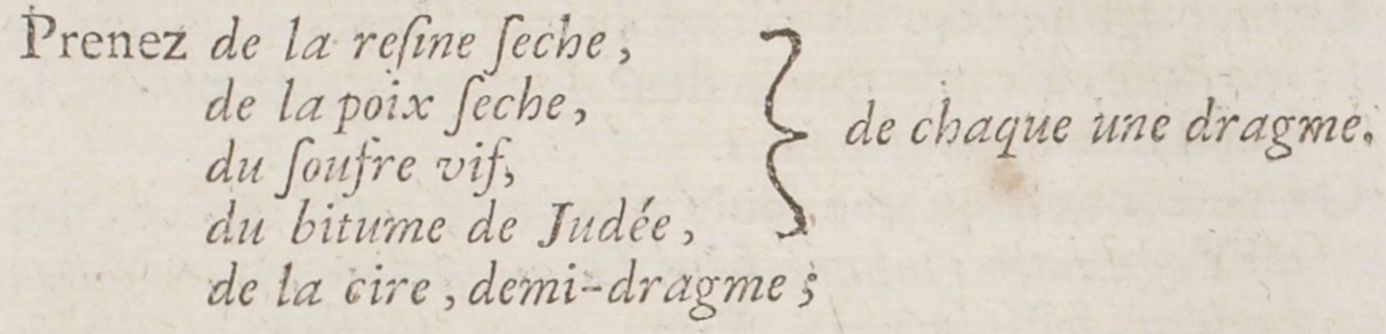 Prenez de la reſine ſeche,
de la poix ſeche,
du ſoufre vif,
de chaque une dragme.
du bitume de Judée,
de la cire, demi-dragme;